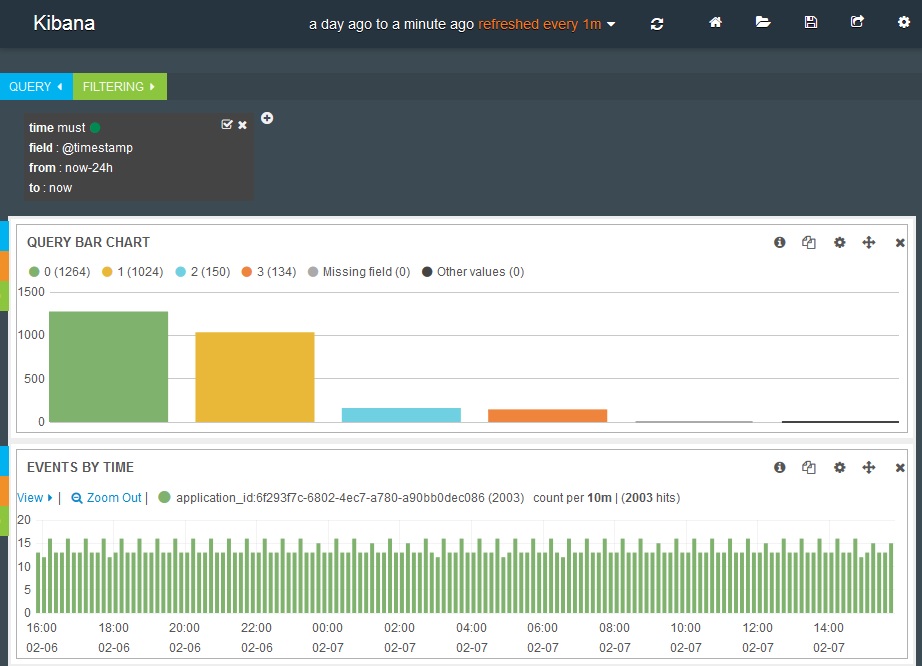 Kibana
a day ago to a minute ago refreshed every 1m
QUERY
FILTERING
time must
field : @timestamp
from : now-24h
to : now
QUERY BAR CHART
0 (1264) 1 (1024) 2 (150) 3 (134) Missing field (0) Other values (0)
1500
1000
500
0
EVENTS BY TIME
View | Zoom Out | application_id:6f293f7c-6802-4ec7-a780-a90bb0dec086 (2003) count per 10m | (2003 hits)
20
15
10
5
0
16:00 18:00 20:00 22:00 00:00 02:00 04:00 06:00 08:00 10:00 12:00 14:00
02-06 02-06 02-06 02-06 02-07 02-07 02-07 02-07 02-07 02-07 02-07 02-07